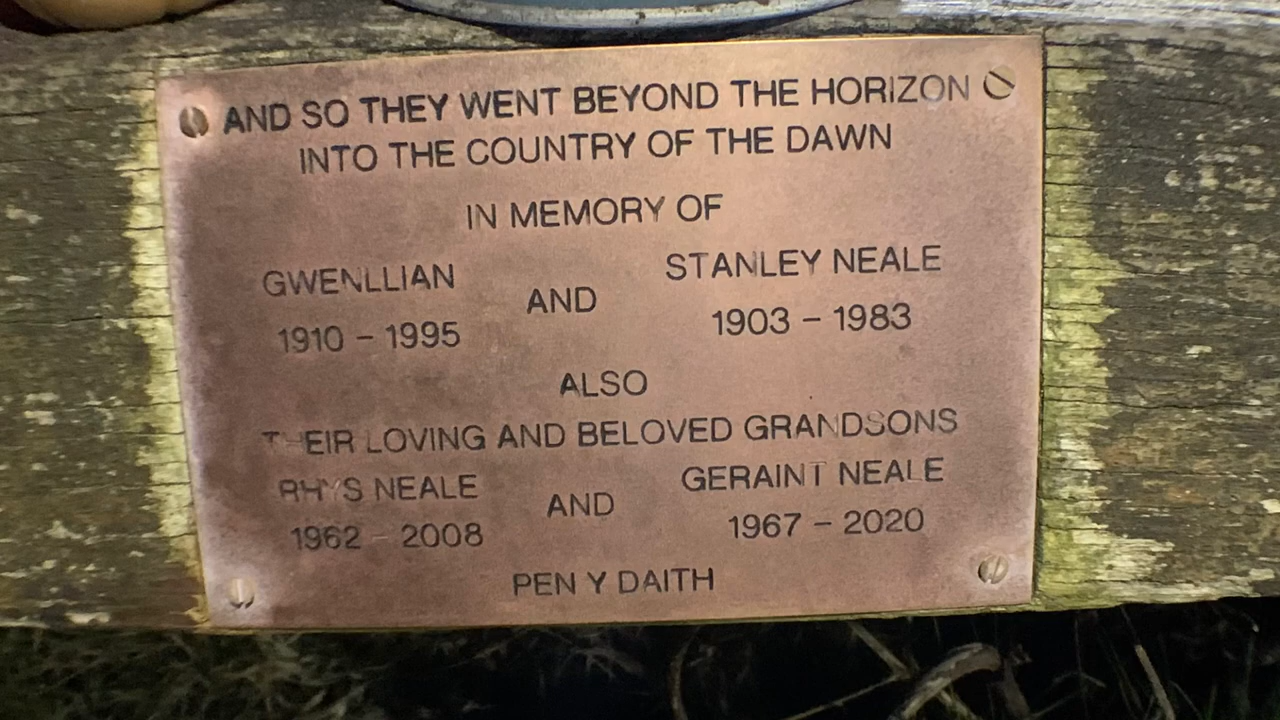 AND SO THEY WENT BEYOND THE HORIZON
INTO THE COUNTRY OF THE DAWN
IN MEMORY OF
GWENLLIAN AND STANLEY NEALE
1910 – 1995 1903 – 1983
ALSO
THEIR LOVING AND BELOVED GRANDSONS
RHYS NEALE AND GERAINT NEALE
1962 – 2008 1967 – 2020
PEN Y DAITH